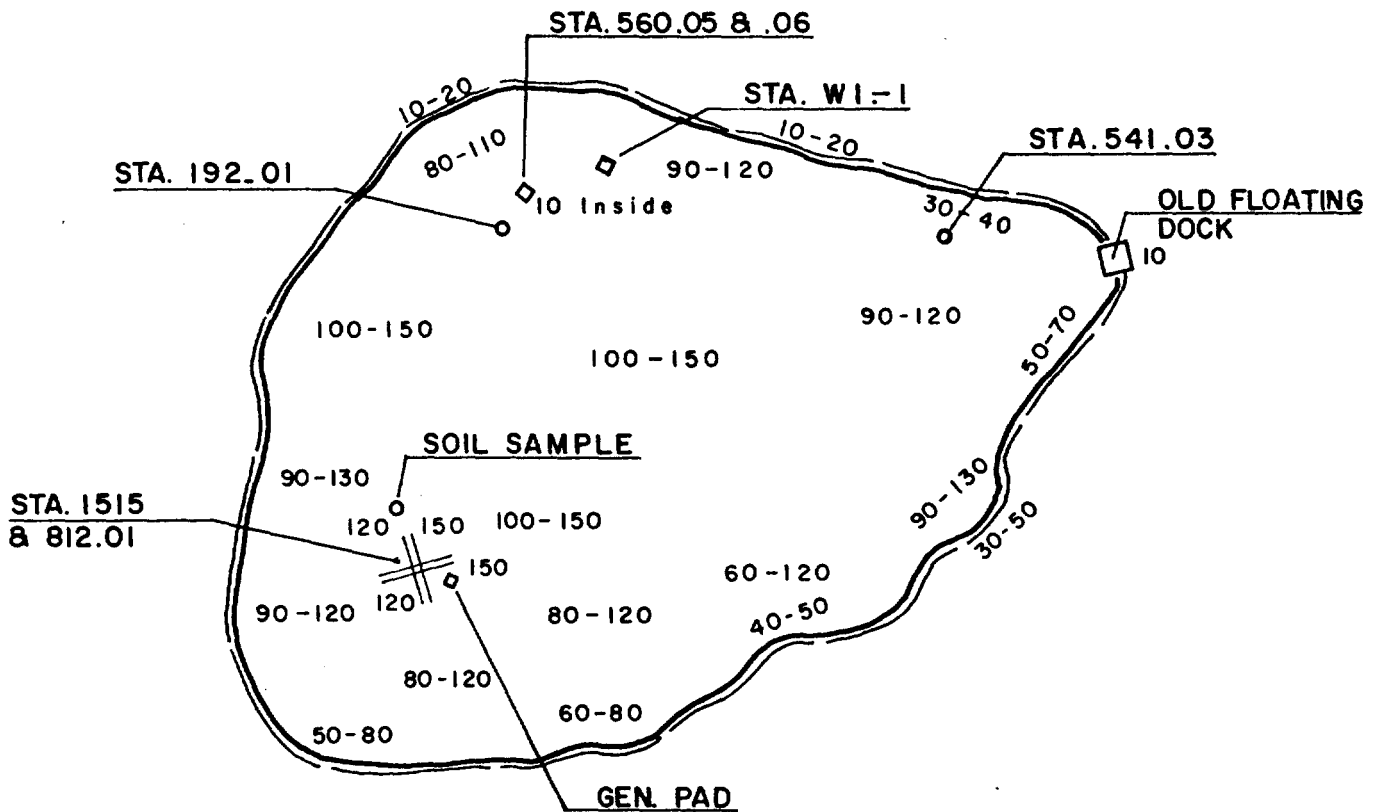 STA. 560.05 & .06
10-20
STA. W1.-1
10-20
80-110
STA. 541.03
STA. 192.01
90-120
10 Inside
30-40
OLD FLOATING
DOCK
10
100-150
90-120
100-150
50-70
SOIL SAMPLE
90-130
90-130
STA. 1515
& 812.01
120
150
100-150
30-50
150
60-120
120
90-120
80-120
40-50
80-120
60-80
50-80
GEN. PAD